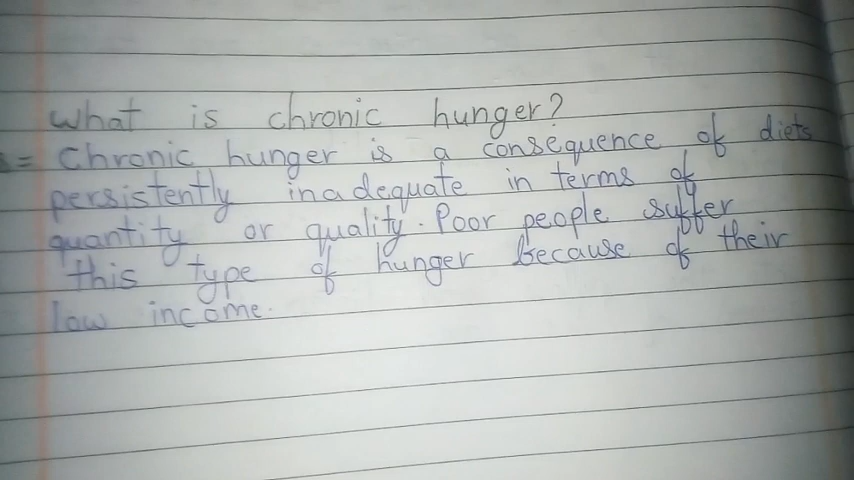 What is chronic hunger?
s= Chronic hunger is a consequence of diets
persistently inadequate in terms of
quantity or quality. Poor people suffer
this type of hunger because of their
low income.